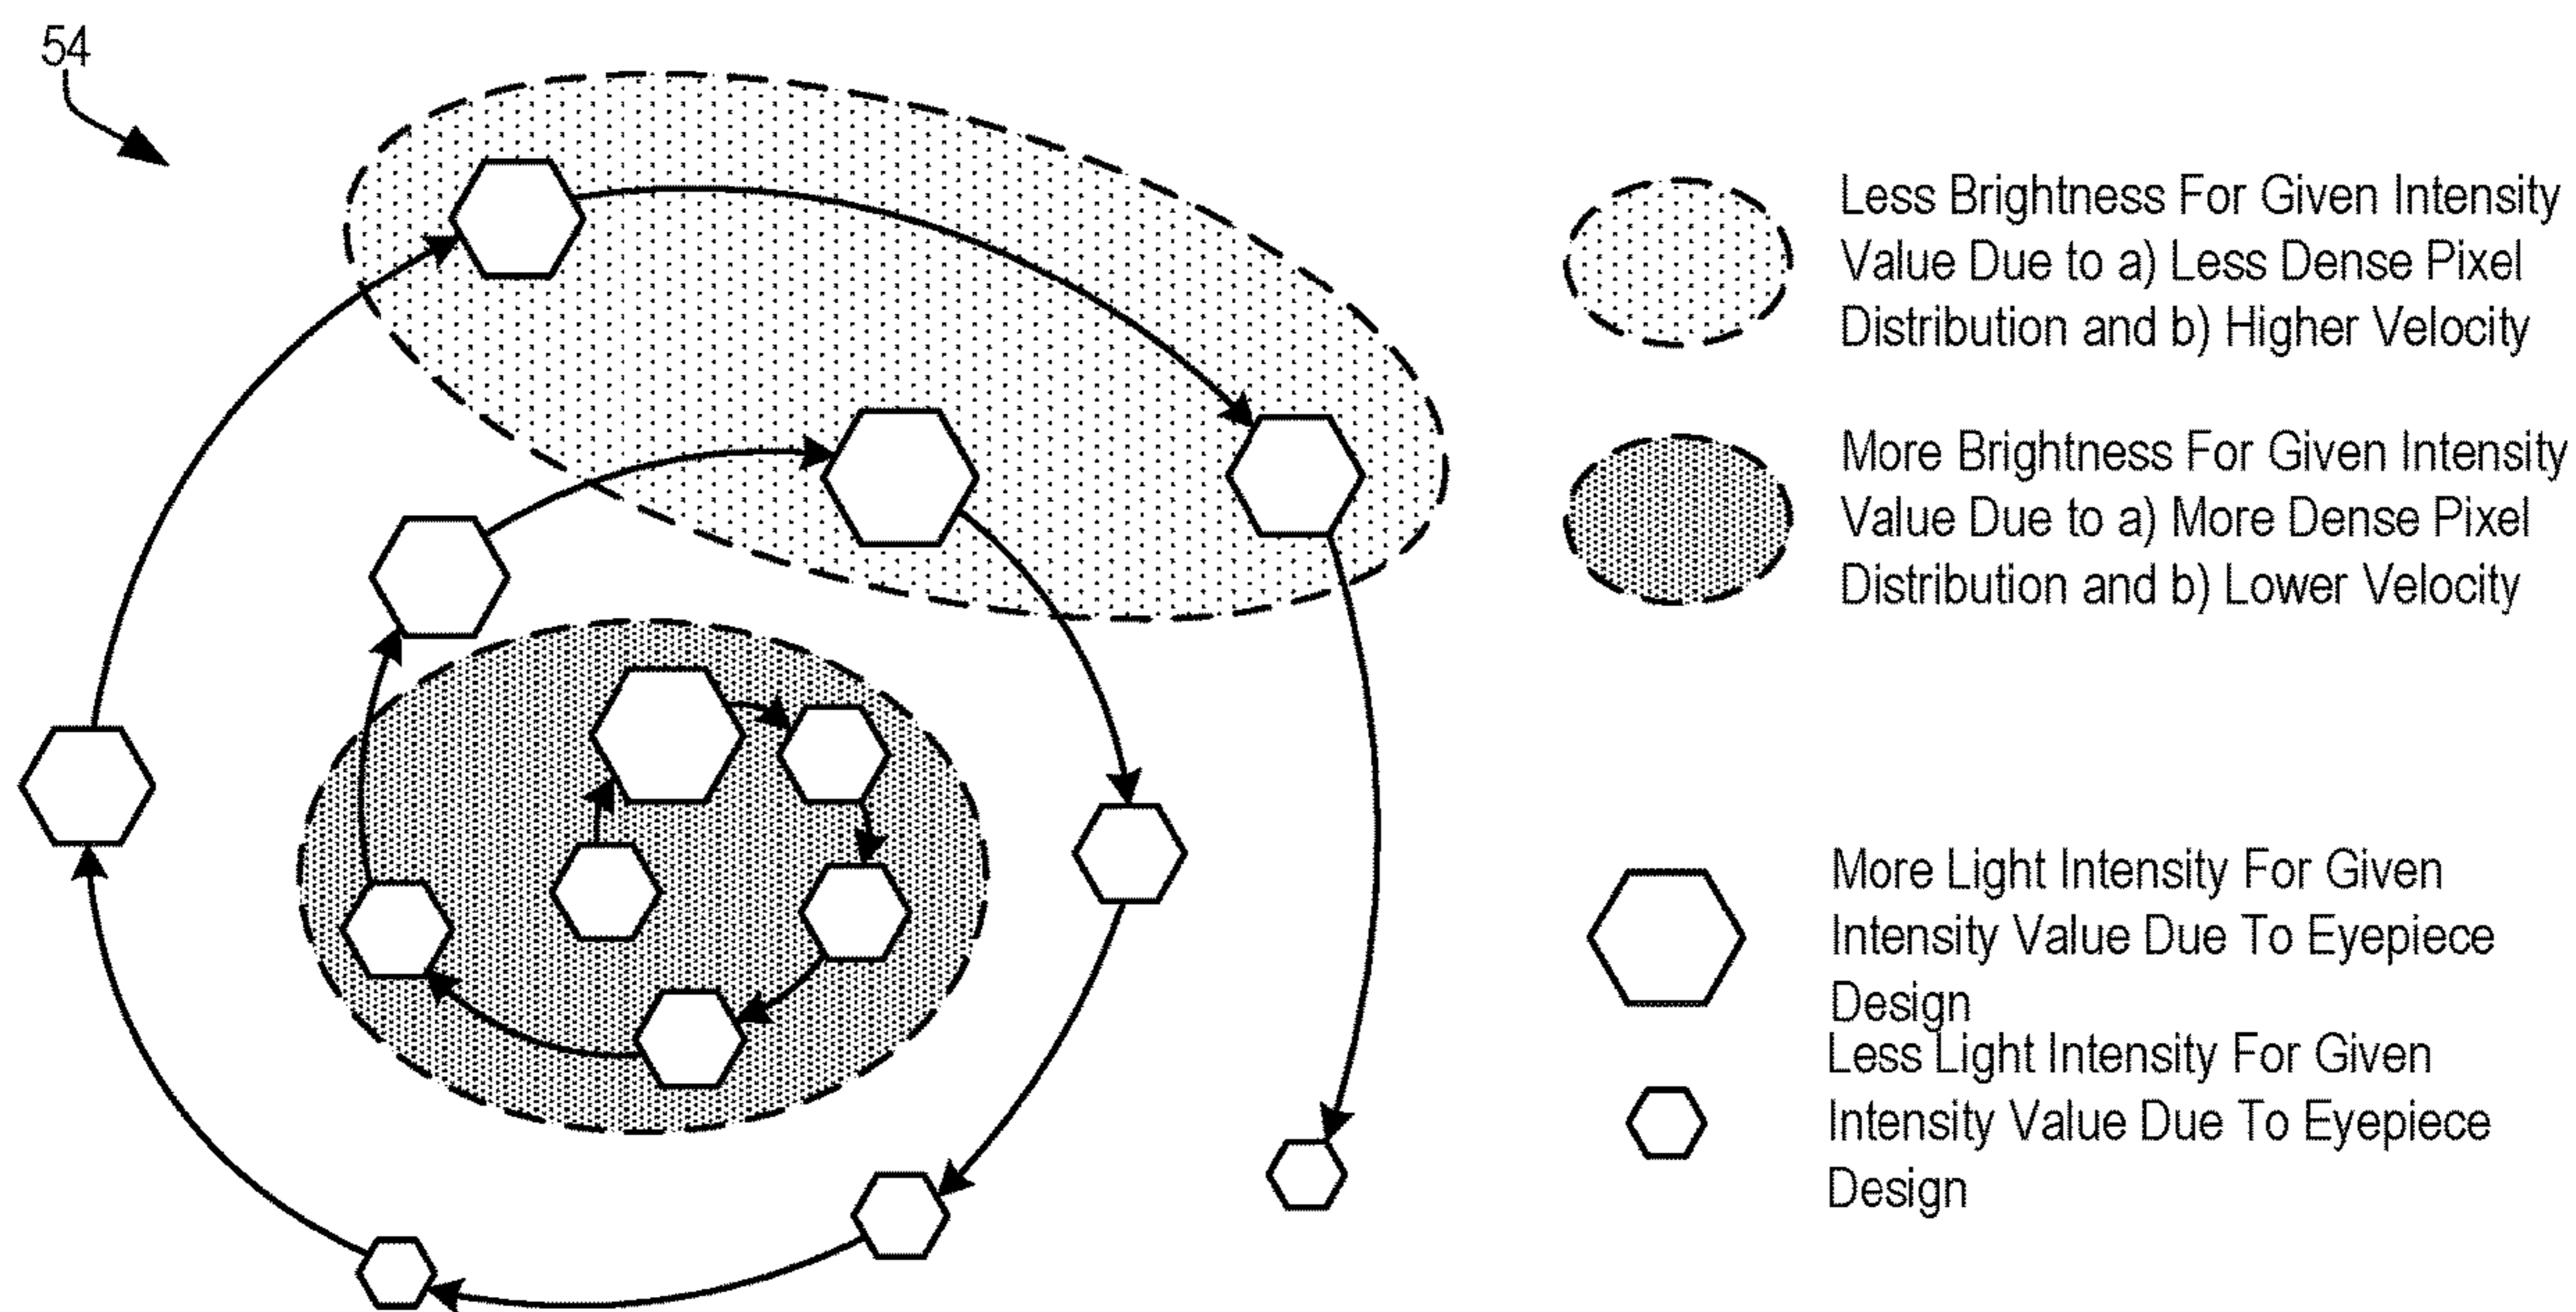 54
Less Brightness For Given Intensity
Value Due to a) Less Dense Pixel
Distribution and b) Higher Velocity
More Brightness For Given Intensity
Value Due to a) More Dense Pixel
Distribution and b) Lower Velocity
More Light Intensity For Given
Intensity Value Due To Eyepiece
Design
Less Light Intensity For Given
Intensity Value Due To Eyepiece
Design